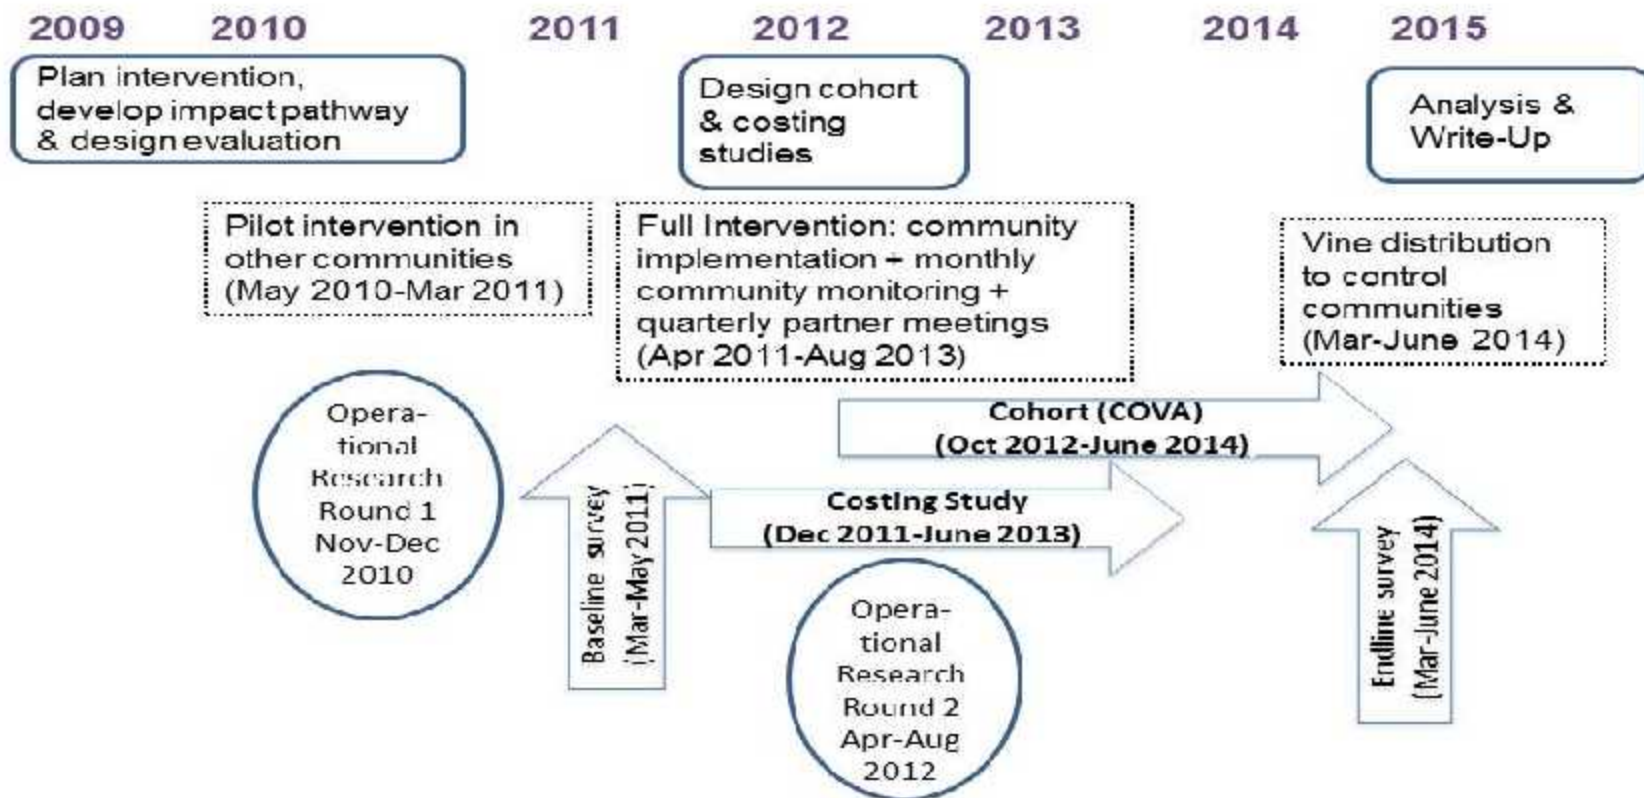 2009 2010 2011 2012 2013 2014 2015
Plan intervention,
develop impact pathway
& design evaluation
Design cohort
& costing
studies
Analysis &
Write-Up
Pilot intervention in
other communities
(May 2010-Mar 2011)
Full Intervention: community
implementation + monthly
community monitoring +
quarterly partner meetings
(Apr 2011-Aug 2013)
Vine distribution
to control
communities
(Mar-June 2014)
Opera-
tional
Research
Round 1
Nov-Dec
2010
Baseline survey
(Mar-May 2011)
Cohort (COVA)
(Oct 2012-June 2014)
Costing Study
(Dec 2011-June 2013)
Opera-
tional
Research
Round 2
Apr-Aug
2012
Endline survey
(Mar-June 2014)